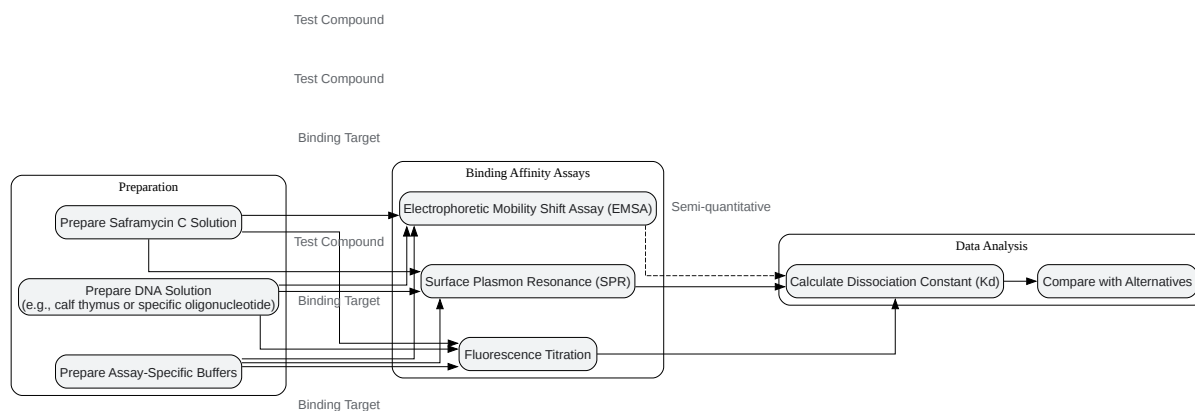 Test Compound
Test Compound
Binding Target
Preparation
Prepare Saframycin C Solution
Prepare DNA Solution
(e.g., calf thymus or specific oligonucleotide)
Prepare Assay-Specific Buffers
Test Compound
Binding Target
Binding Target
Binding Affinity Assays
Electrophoretic Mobility Shift Assay (EMSA)
Surface Plasmon Resonance (SPR)
Fluorescence Titration
Semi-quantitative
Data Analysis
Calculate Dissociation Constant (Kd)
Compare with Alternatives